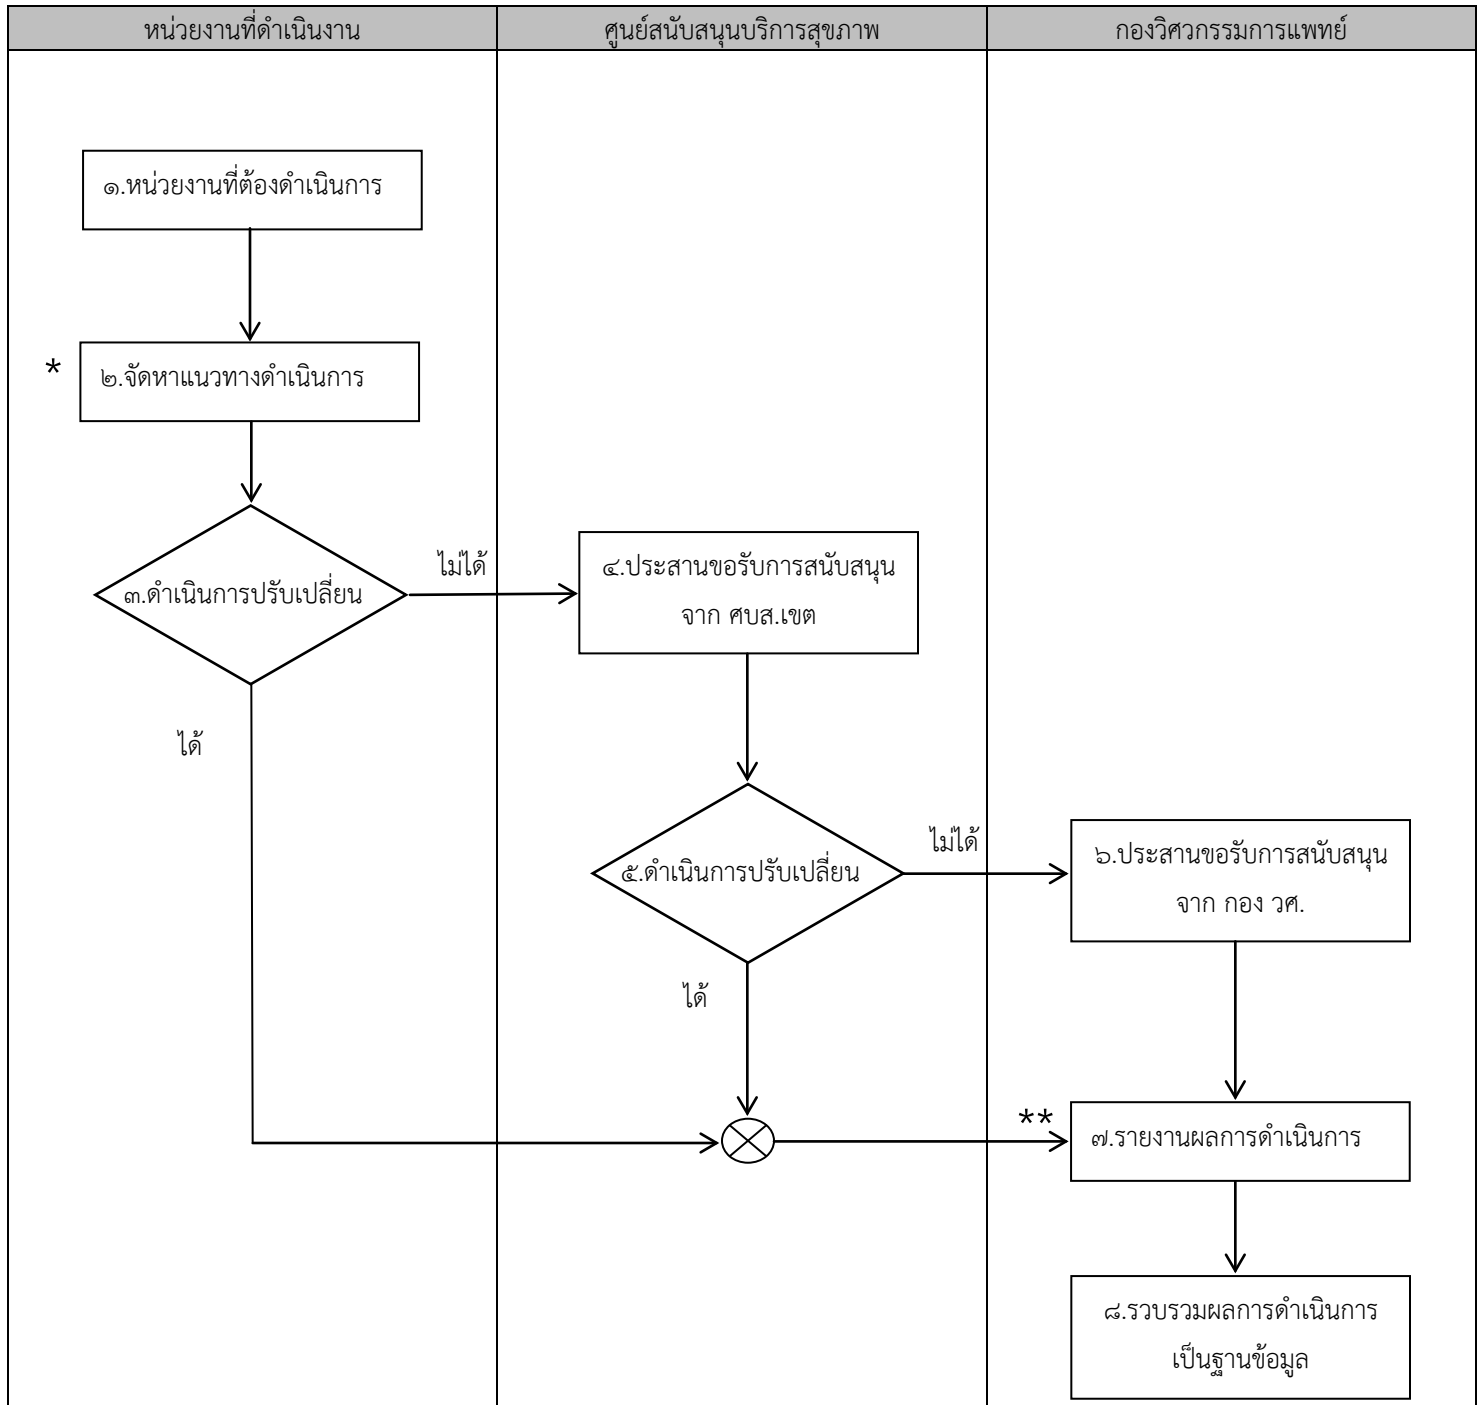 หน่วยงานที่ดำเนินงาน
ศูนย์สนับสนุนบริการสุขภาพ
กองวิศวกรรมการแพทย์
๑.หน่วยงานที่ต้องดำเนินการ
*
๒.จัดหาแนวทางดำเนินการ
๓.ดำเนินการปรับเปลี่ยน
ไม่ได้
๔.ประสานขอรับการสนับสนุน
จาก ศบส.เขต
ได้
๕.ดำเนินการปรับเปลี่ยน
ไม่ได้
๖.ประสานขอรับการสนับสนุน
จาก กอง วศ.
ได้
**
๗.รายงานผลการดำเนินการ
๘.รวบรวมผลการดำเนินการ
เป็นฐานข้อมูล